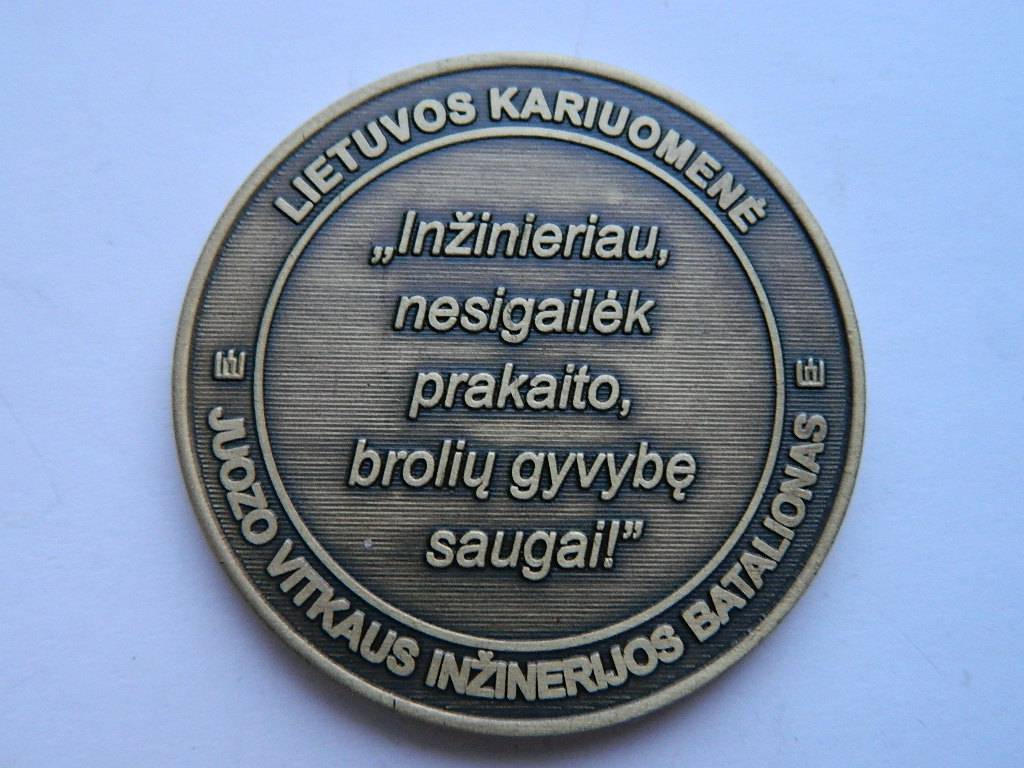 LIETUVOS KARIUOMENĖ
„Inžinieriau,
nesigailėk
prakaito,
brolių gyvybę
saugai!”
JUOZO VITKAUS INŽINERIJOS BATALIONAS